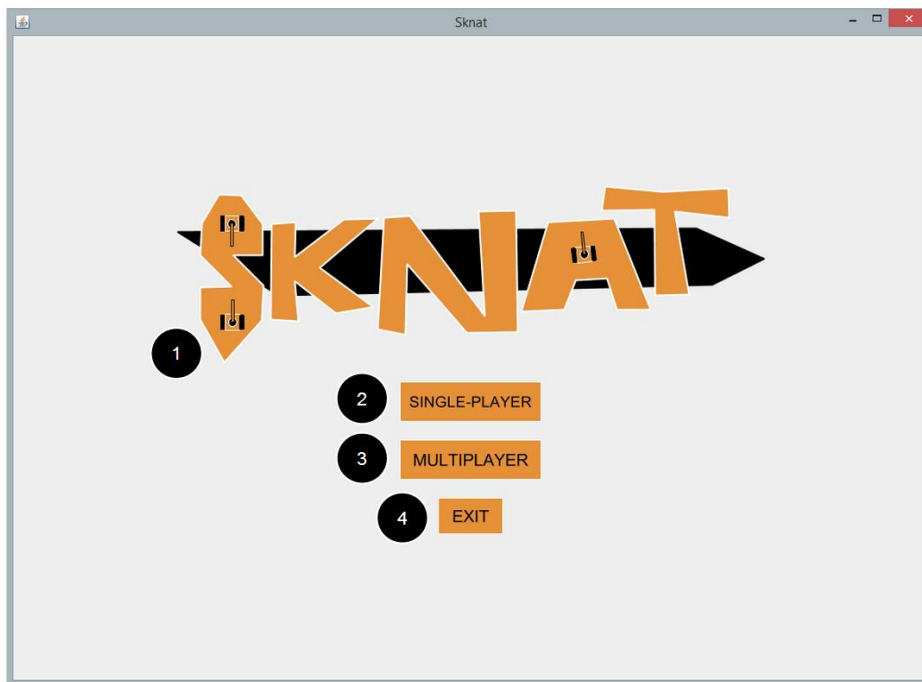 Sknat
SKNAT
1
2 SINGLE-PLAYER
3 MULTIPLAYER
4 EXIT